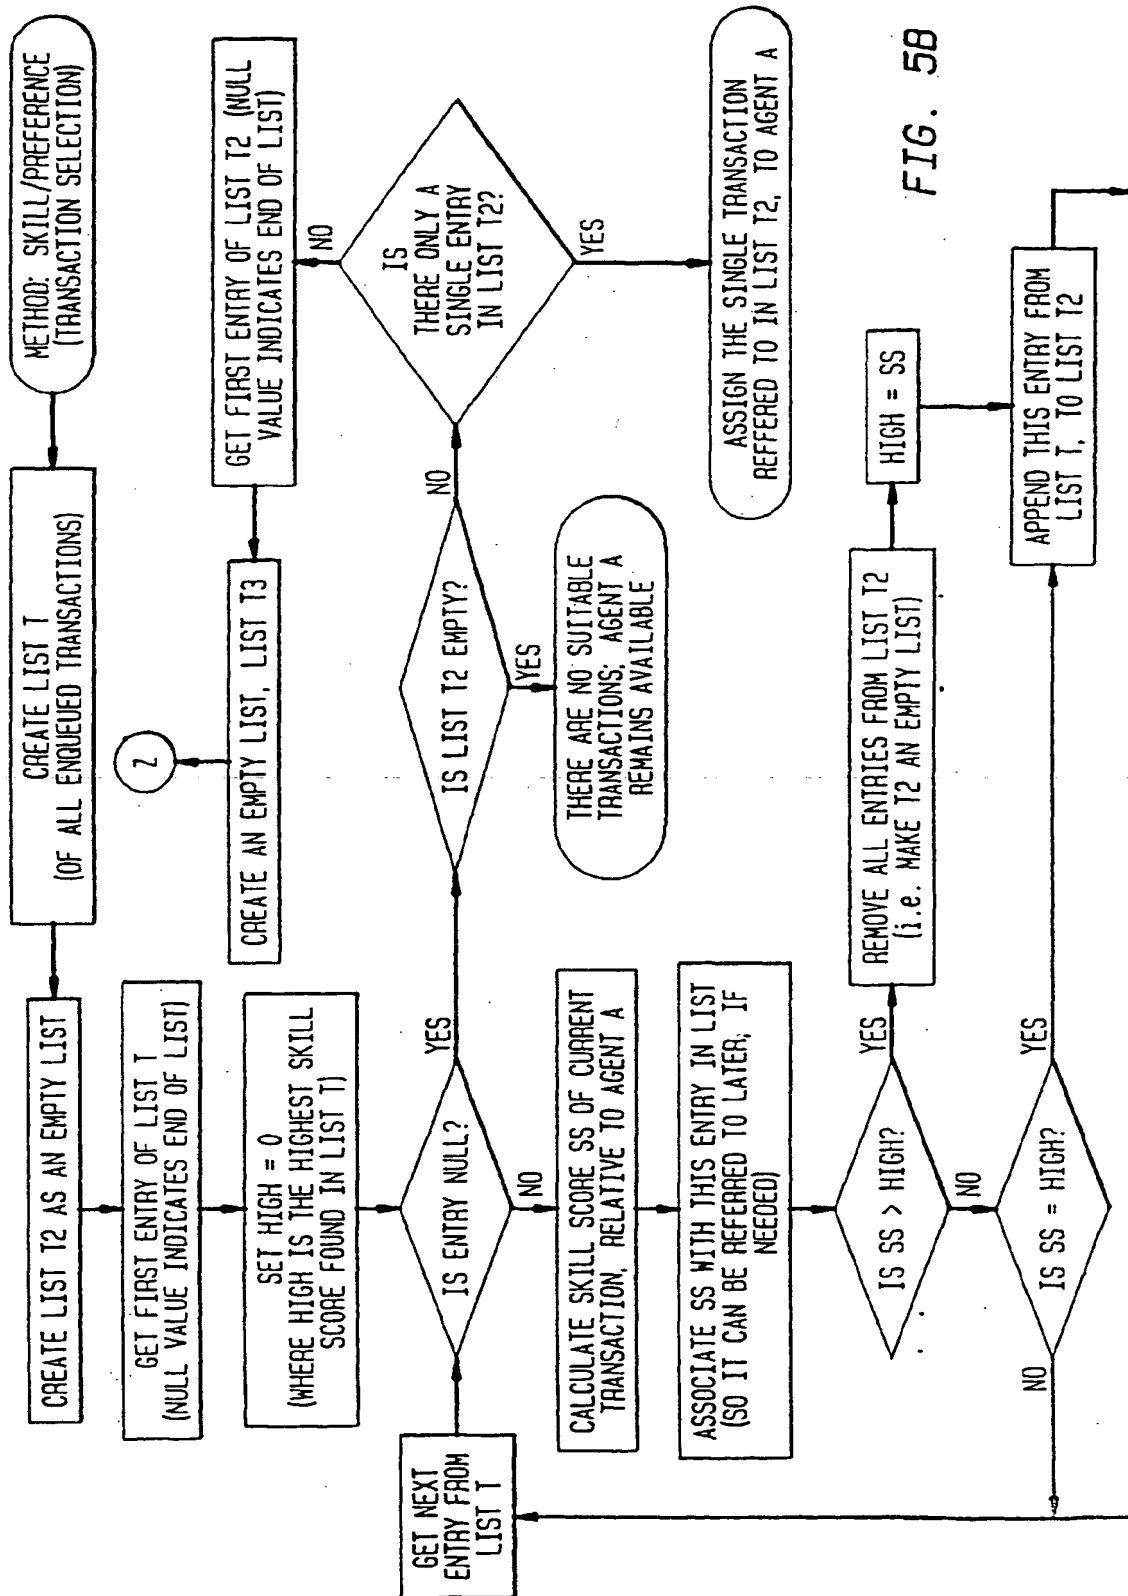 METHOD: SKILL/PREFERENCE
(TRANSACTION SELECTION)
CREATE LIST T
(OF ALL ENQUEUED TRANSACTIONS)
CREATE LIST T2 AS AN EMPTY LIST
GET FIRST ENTRY OF LIST T
(NULL VALUE INDICATES END OF LIST)
SET HIGH = 0
(WHERE HIGH IS THE HIGHEST SKILL
SCORE FOUND IN LIST T)
GET NEXT
ENTRY FROM
LIST T
IS ENTRY NULL?
YES
NO
IS LIST T2 EMPTY?
NO
YES
THERE ARE NO SUITABLE
TRANSACTIONS; AGENT A
REMAINS AVAILABLE
IS
THERE ONLY A
SINGLE ENTRY
IN LIST T2?
NO
YES
GET FIRST ENTRY OF LIST T2 (NULL
VALUE INDICATES END OF LIST)
CREATE AN EMPTY LIST, LIST T3
Z
ASSIGN THE SINGLE TRANSACTION
REFFERED TO IN LIST T2, TO AGENT A
CALCULATE SKILL SCORE SS OF CURRENT
TRANSACTION, RELATIVE TO AGENT A
ASSOCIATE SS WITH THIS ENTRY IN LIST
(SO IT CAN BE REFERRED TO LATER, IF
NEEDED)
IS SS > HIGH?
YES
NO
REMOVE ALL ENTRIES FROM LIST T2
(i.e. MAKE T2 AN EMPTY LIST)
HIGH = SS
IS SS = HIGH?
YES
NO
APPEND THIS ENTRY FROM
LIST T, TO LIST T2
FIG. 5B